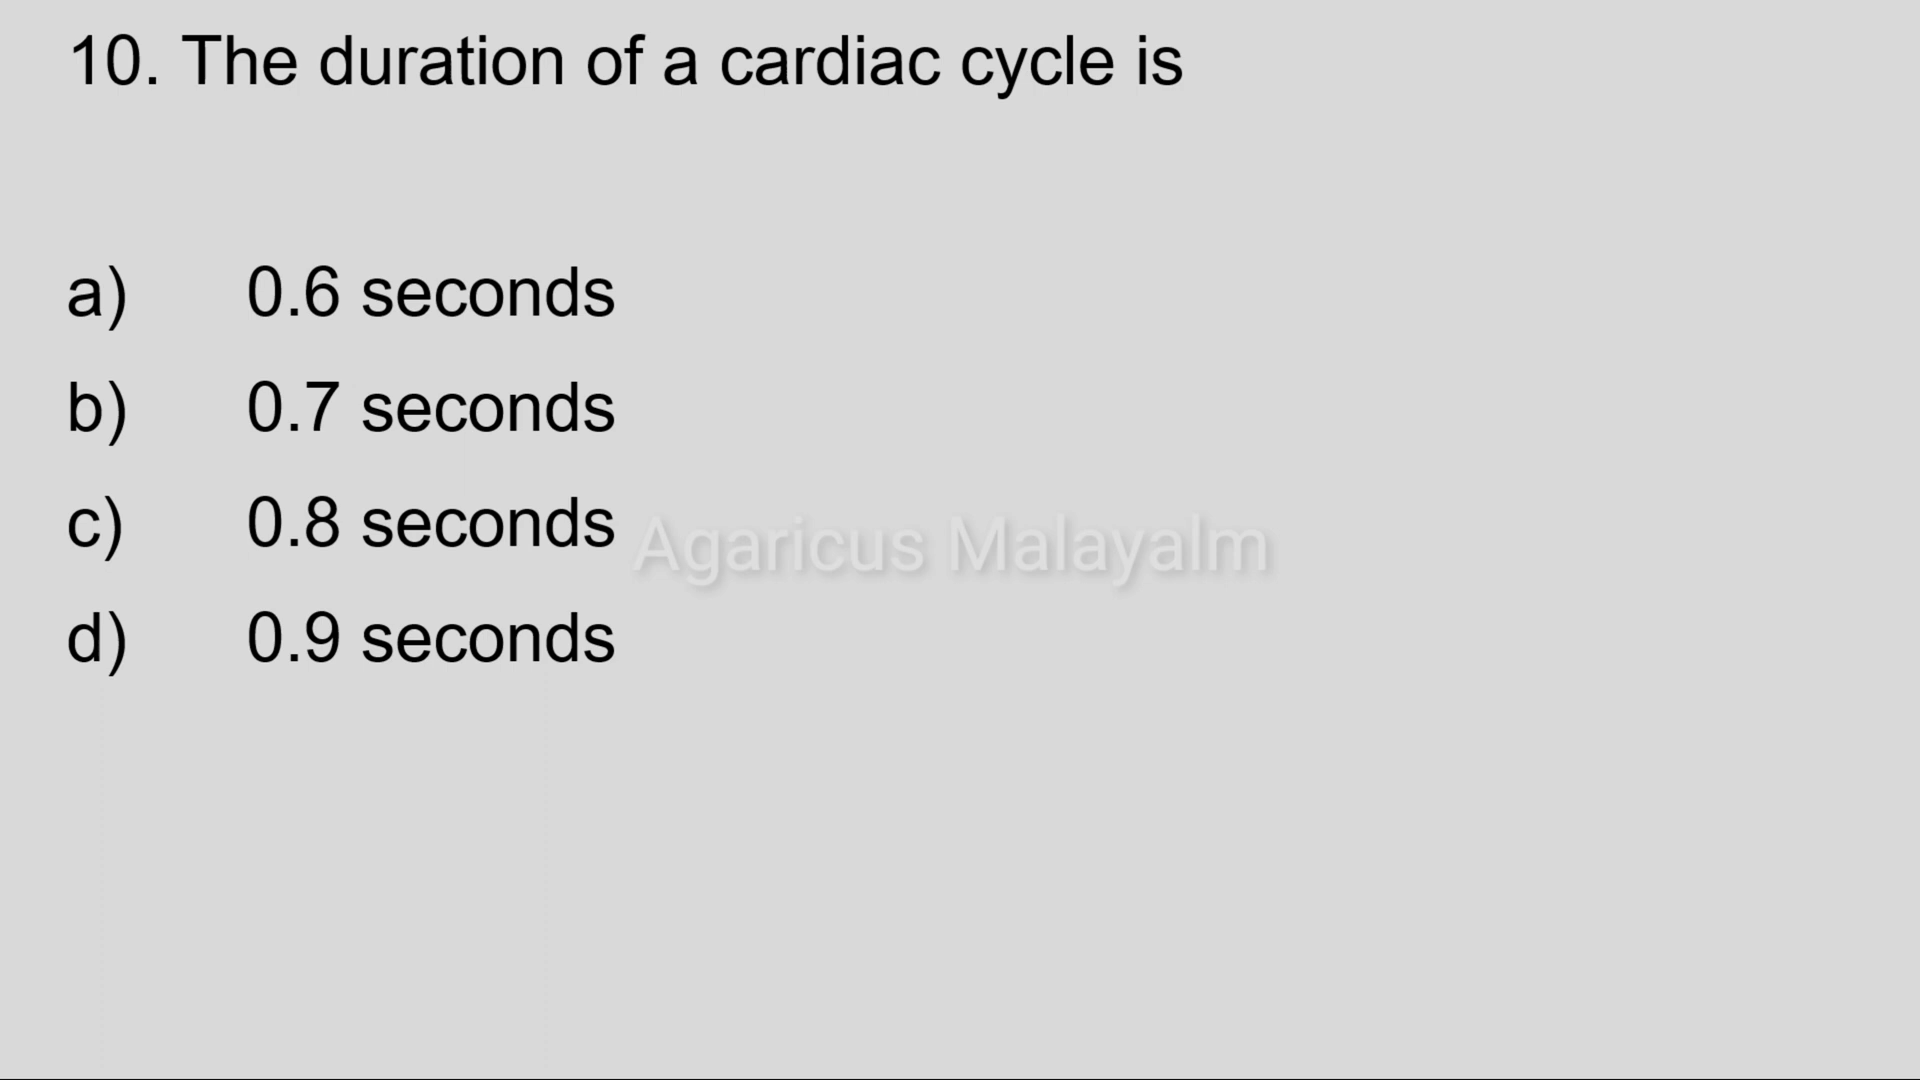 10. The duration of a cardiac cycle is
a) 0.6 seconds
b) 0.7 seconds
c) 0.8 seconds
Agaricus Malayalm
d) 0.9 seconds